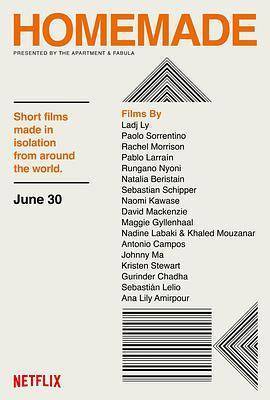 HOMEMADE
PRESENTED BY THE APARTMENT & FABULA
Short films
made in
isolation
from around
the world.
June 30
Films By
Ladj Ly
Paolo Sorrentino
Rachel Morrison
Pablo Larrain
Rungano Nyoni
Natalia Beristain
Sebastian Schipper
Naomi Kawase
David Mackenzie
Maggie Gyllenhaal
Nadine Labaki & Khaled Mouzanar
Antonio Campos
Johnny Ma
Kristen Stewart
Gurinder Chadha
Sebastián Lelio
Ana Lily Amirpour
NETFLIX